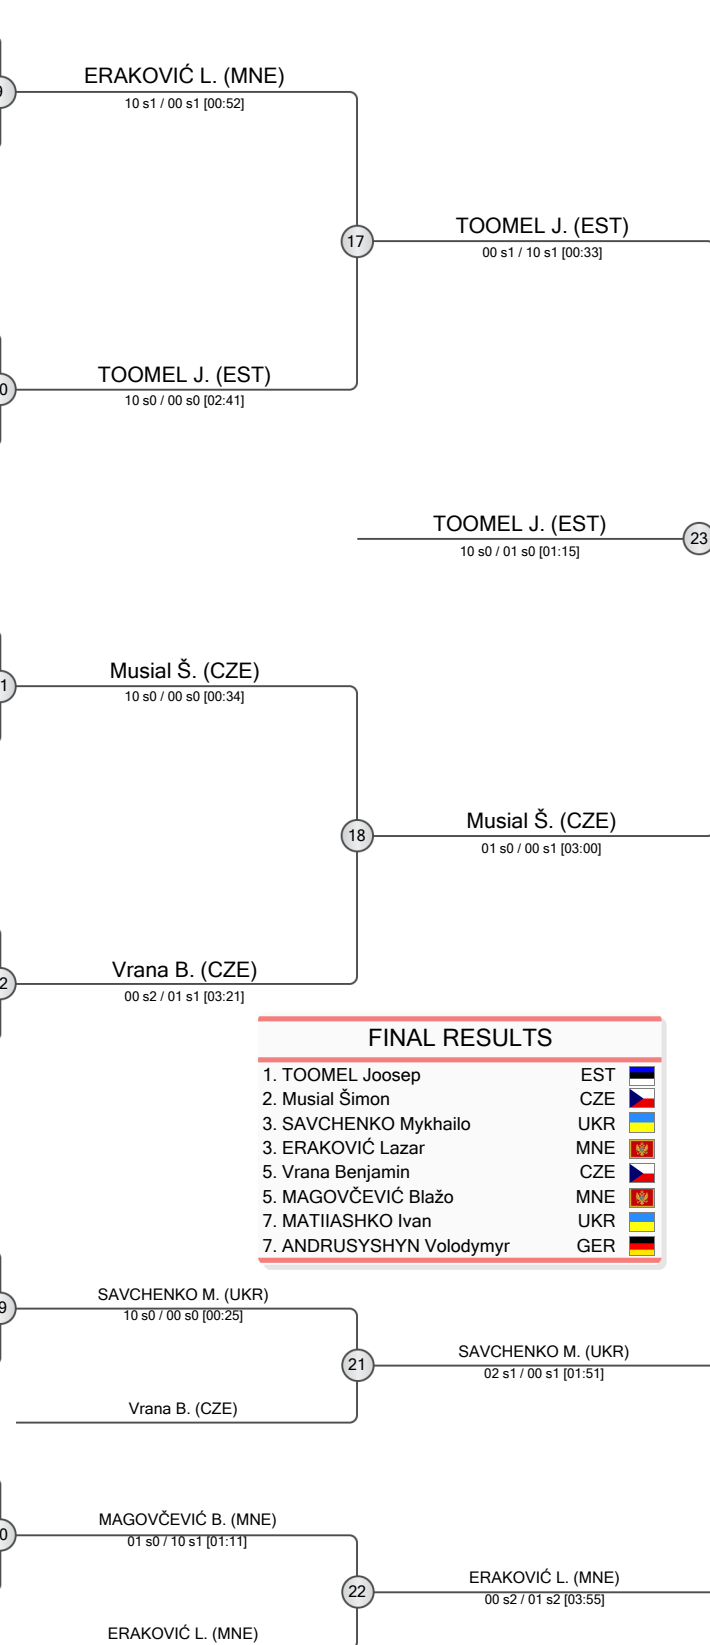 ERAKOVIĆ L. (MNE)
9
10 s1 / 00 s1 [00:52]
TOOMEL J. (EST)
17
00 s1 / 10 s1 [00:33]
TOOMEL J. (EST)
0
10 s0 / 00 s0 [02:41]
TOOMEL J. (EST)
23
10 s0 / 01 s0 [01:15]
Musial Š. (CZE)
1
10 s0 / 00 s0 [00:34]
Musial Š. (CZE)
18
01 s0 / 00 s1 [03:00]
Vrana B. (CZE)
2
00 s2 / 01 s1 [03:21]
FINAL RESULTS
1. TOOMEL Joosep EST
2. Musial Šimon CZE
3. SAVCHENKO Mykhailo UKR
3. ERAKOVIĆ Lazar MNE
5. Vrana Benjamin CZE
5. MAGOVČEVIĆ Blažo MNE
7. MATIIASHKO Ivan UKR
7. ANDRUSYSHYN Volodymyr GER
SAVCHENKO M. (UKR)
9
10 s0 / 00 s0 [00:25]
SAVCHENKO M. (UKR)
21
02 s1 / 00 s1 [01:51]
Vrana B. (CZE)
MAGOVČEVIĆ B. (MNE)
0
01 s0 / 10 s1 [01:11]
ERAKOVIĆ L. (MNE)
22
00 s2 / 01 s2 [03:55]
ERAKOVIĆ L. (MNE)